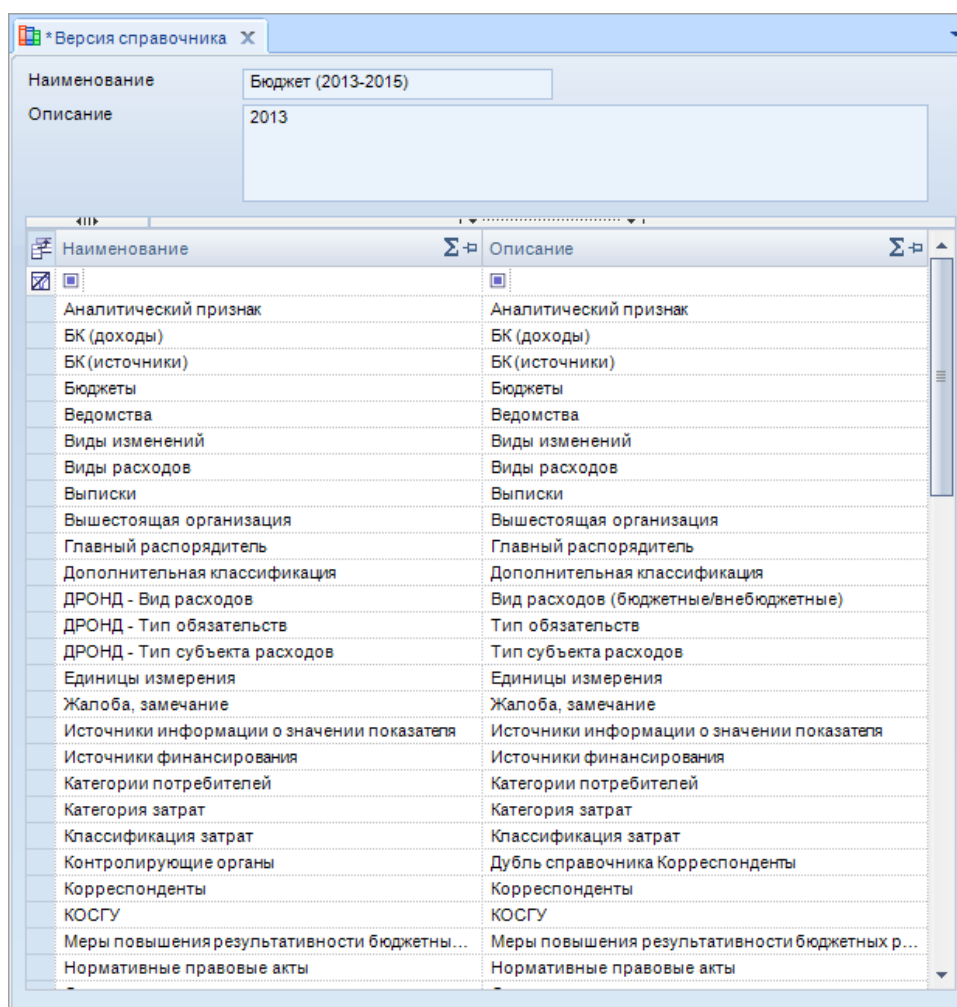 * Версия справочника
Наименование Бюджет (2013-2015)
Описание 2013
Наименование Описание
Аналитический признак Аналитический признак
БК (доходы) БК (доходы)
БК (источники) БК (источники)
Бюджеты Бюджеты
Ведомства Ведомства
Виды изменений Виды изменений
Виды расходов Виды расходов
Выписки Выписки
Вышестоящая организация Вышестоящая организация
Главный распорядитель Главный распорядитель
Дополнительная классификация Дополнительная классификация
ДРОНД - Вид расходов Вид расходов (бюджетные/внебюджетные)
ДРОНД - Тип обязательств Тип обязательств
ДРОНД - Тип субъекта расходов Тип субъекта расходов
Единицы измерения Единицы измерения
Жалоба, замечание Жалоба, замечание
Источники информации о значении показателя Источники информации о значении показателя
Источники финансирования Источники финансирования
Категории потребителей Категории потребителей
Категория затрат Категория затрат
Классификация затрат Классификация затрат
Контролирующие органы Дубль справочника Корреспонденты
Корреспонденты Корреспонденты
КОСГУ КОСГУ
Меры повышения результативности бюджетны... Меры повышения результативности бюджетных р...
Нормативные правовые акты Нормативные правовые акты